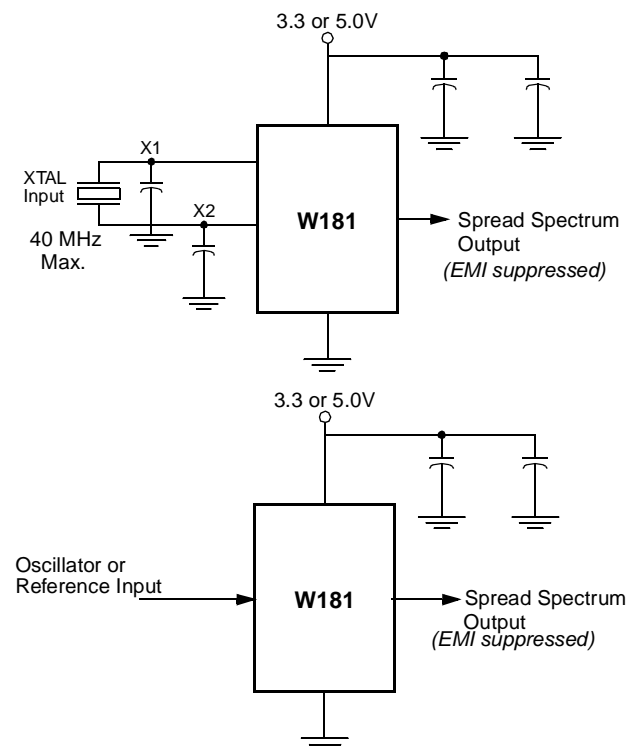 3.3 or 5.0V
X1
XTAL
Input
X2
40 MHz
Max.
W181
Spread Spectrum
Output
(EMI suppressed)
3.3 or 5.0V
Oscillator or
Reference Input
W181
Spread Spectrum
Output
(EMI suppressed)